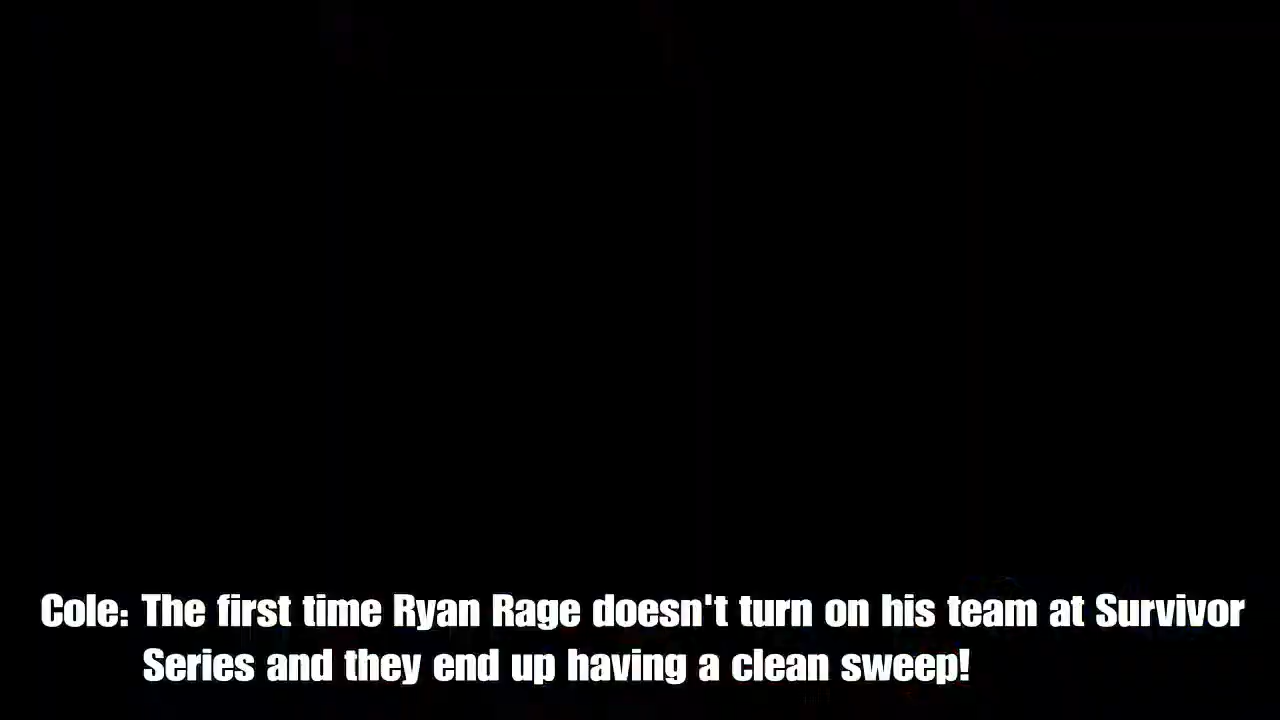 Cole: The first time Ryan Rage doesn't turn on his team at Survivor
Series and they end up having a clean sweep!